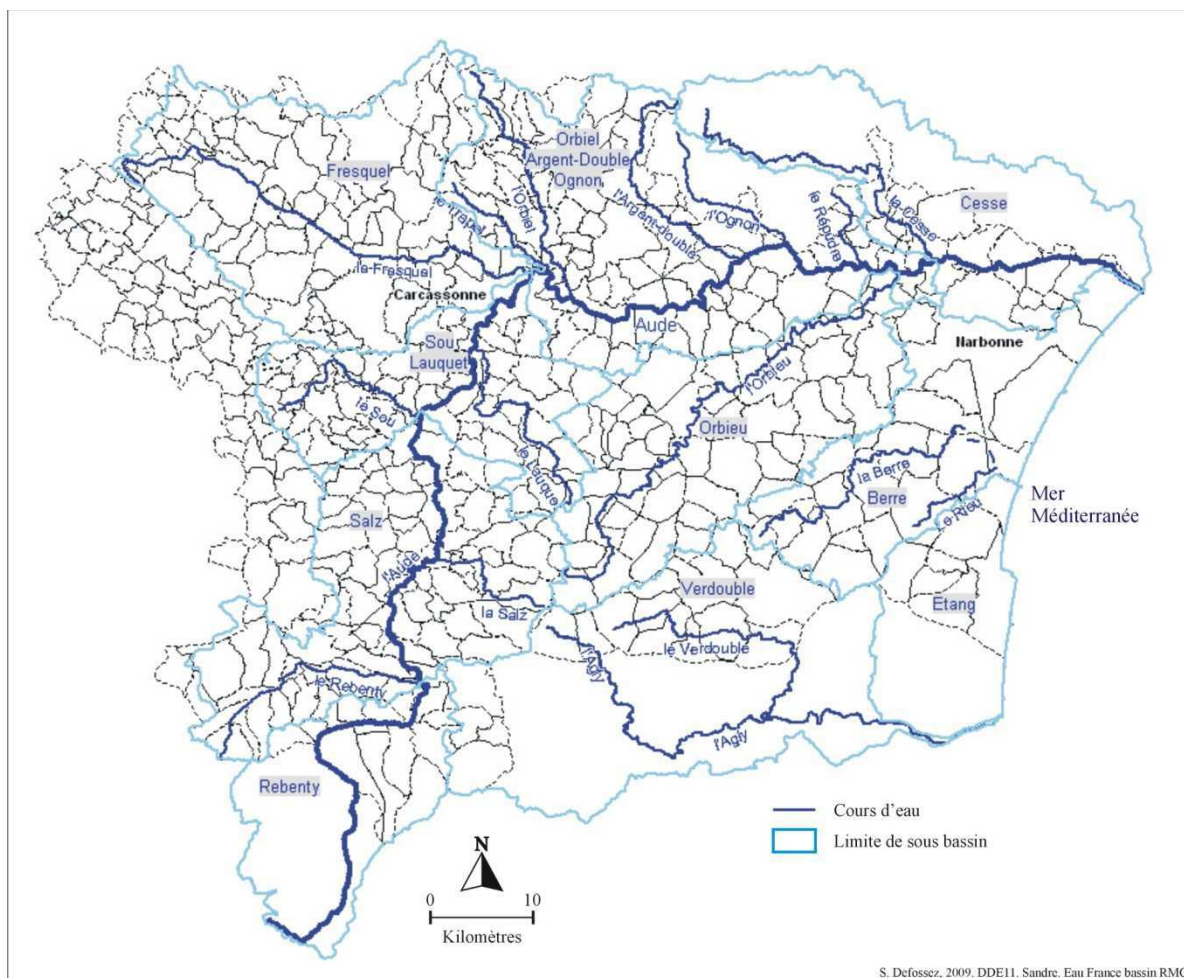 Orbiel
Argent-Double
Ognon
Fresquel
l'Orbiel
le Trapel
l'Argent-double
l'Ognon
le Répudre
la Cesse
Cesse
le Fresquel
Carcassonne
Aude
Sou
Lauquet
Narbonne
l'Orbieu
le Sou
Orbieu
le Lauquet
la Berre
Berre
Le Rieu
Mer
Méditerranée
Salz
l'Aude
Verdouble
Etang
la Salz
le Verdouble
l'Agly
le Rebenty
l'Agly
Rebenty
Cours d'eau
Limite de sous bassin
N
0 10
Kilomètres
S. Defossez, 2009. DDE11. Sandre. Eau France bassin RMC